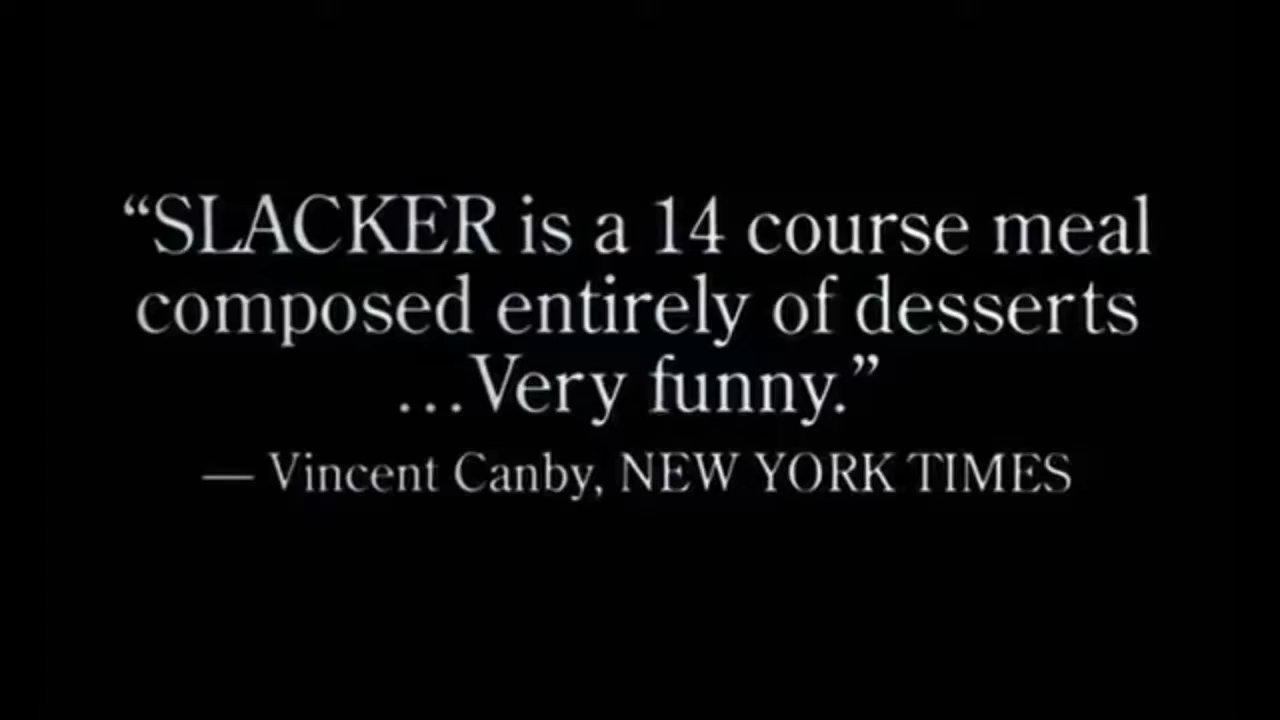 “SLACKER is a 14 course meal
composed entirely of desserts
...Very funny.”
— Vincent Canby, NEW YORK TIMES